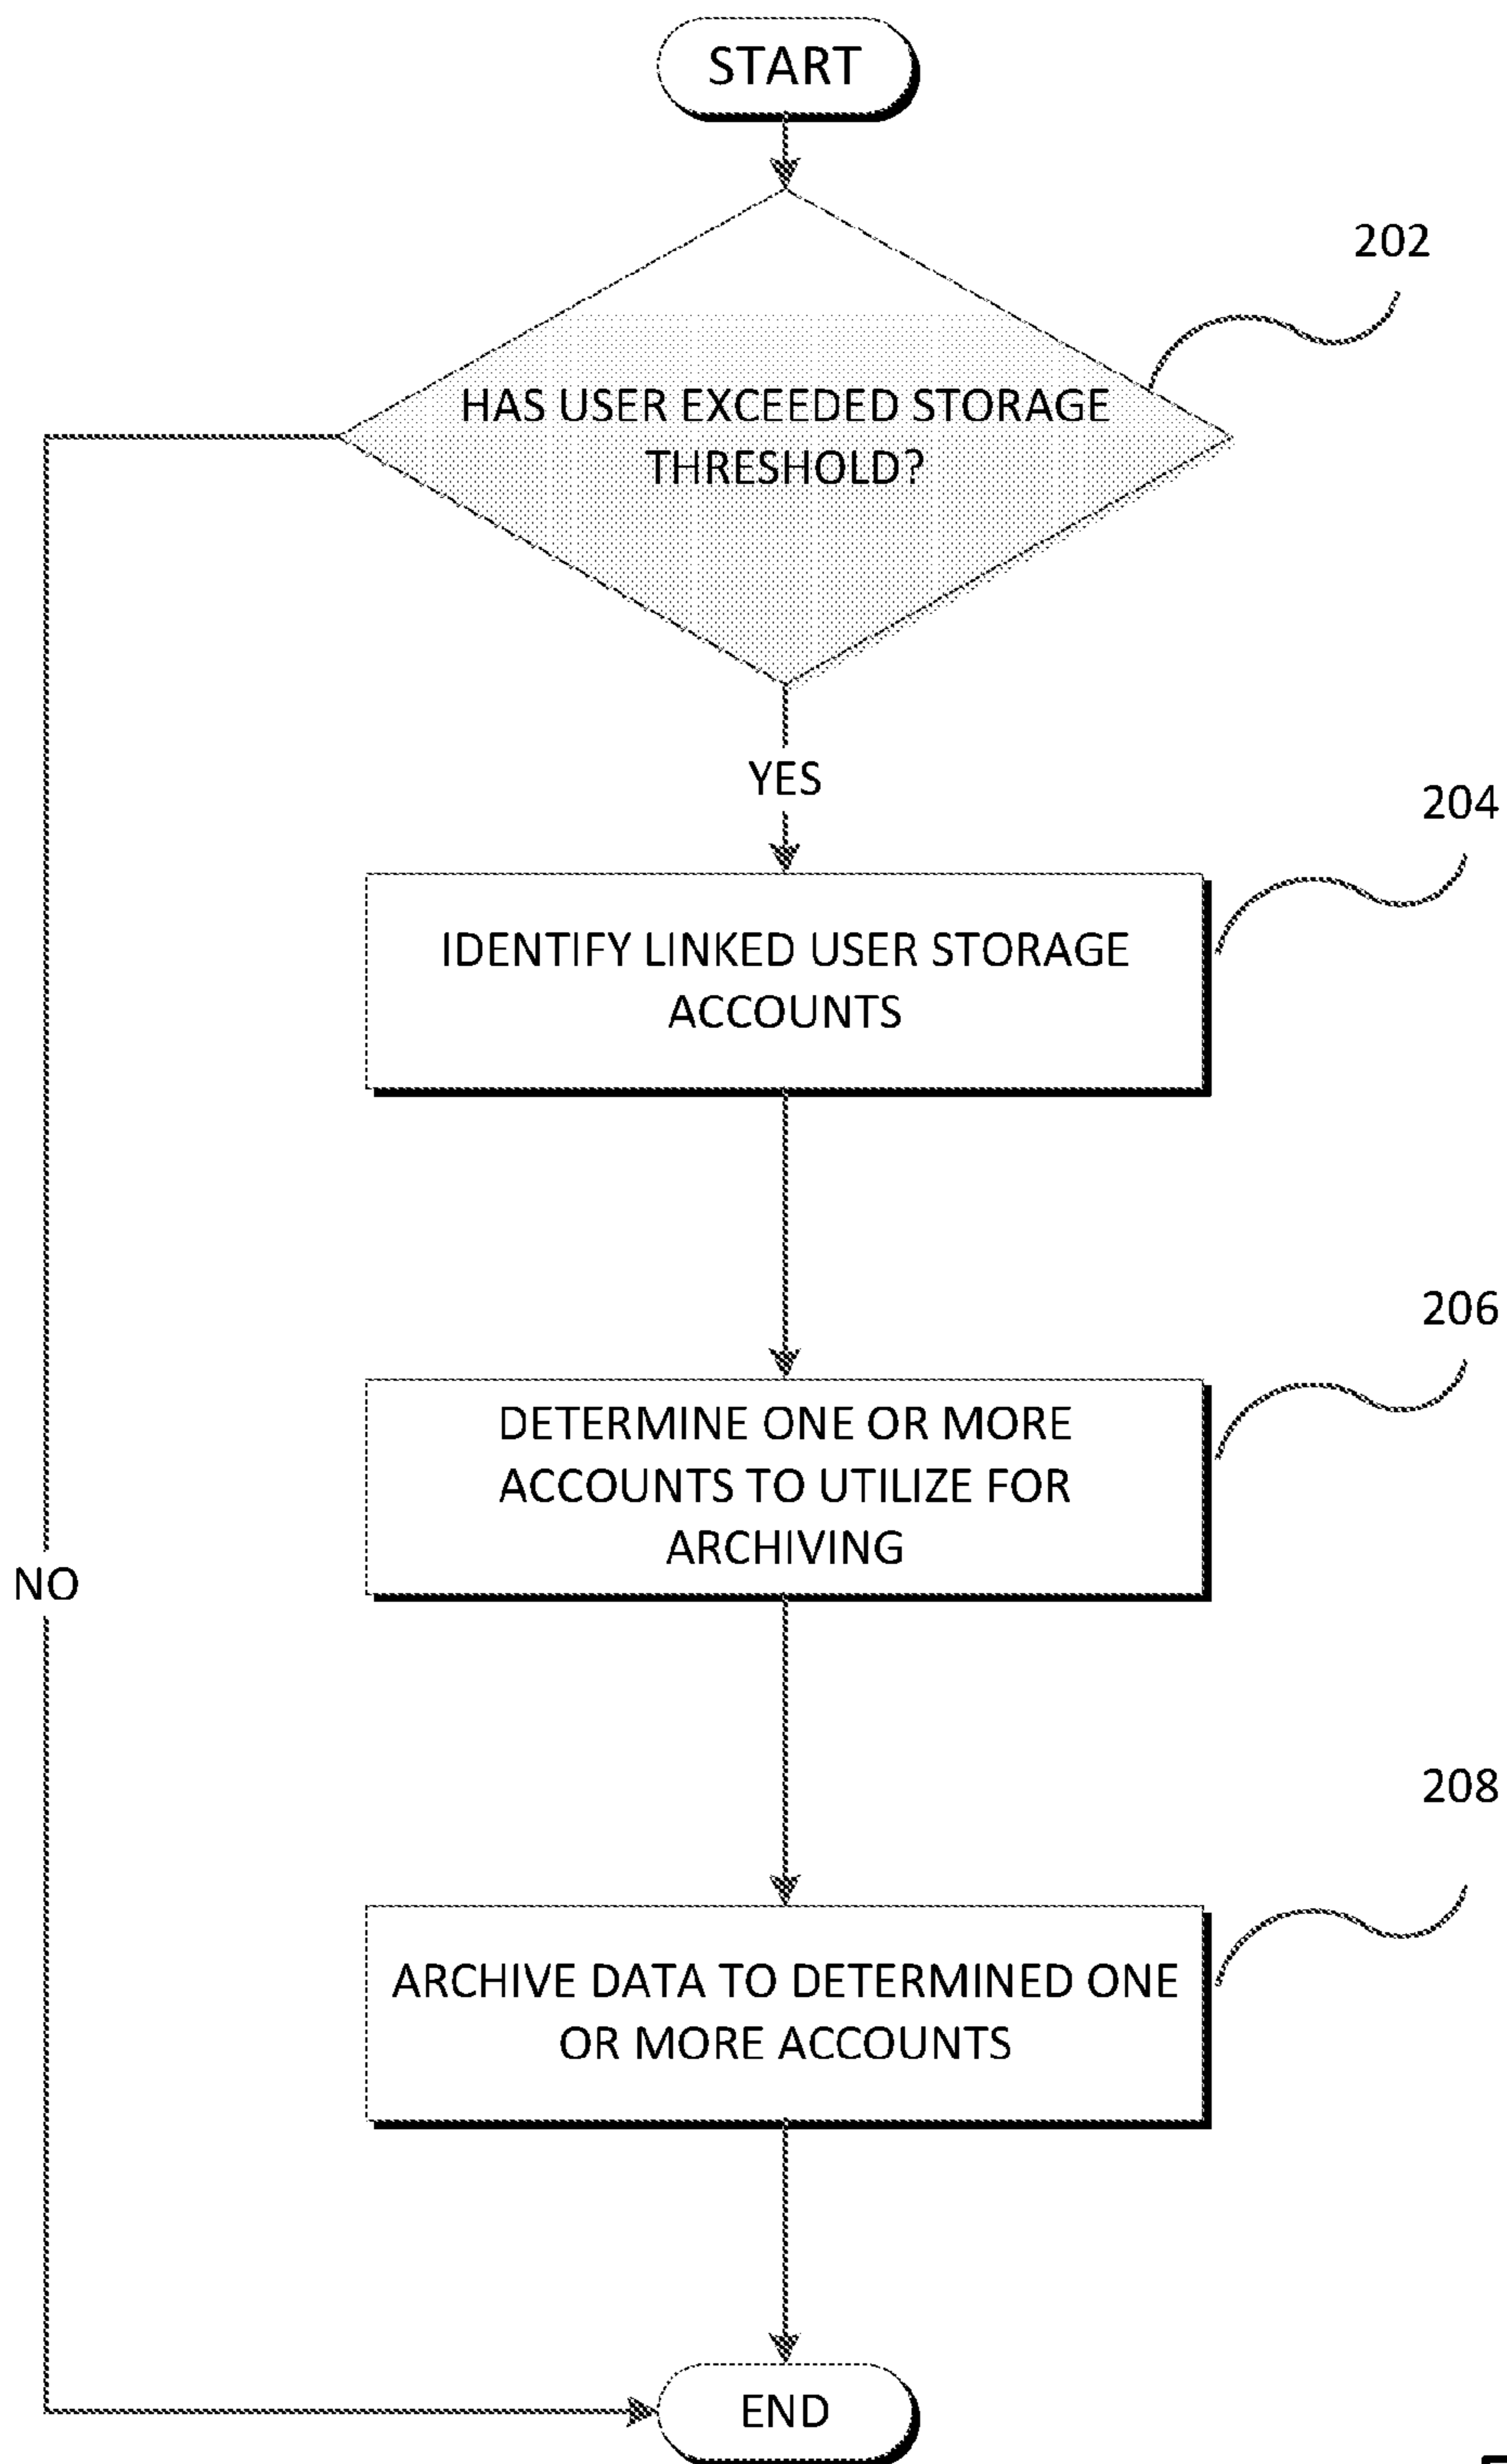 START
202
HAS USER EXCEEDED STORAGE
THRESHOLD?
YES
204
IDENTIFY LINKED USER STORAGE
ACCOUNTS
206
DETERMINE ONE OR MORE
ACCOUNTS TO UTILIZE FOR
ARCHIVING
NO
208
ARCHIVE DATA TO DETERMINED ONE
OR MORE ACCOUNTS
END